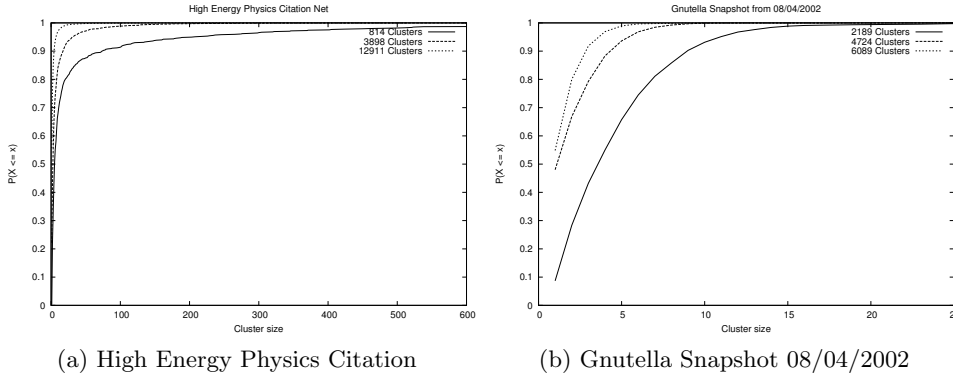 High Energy Physics Citation Net
814 Clusters
3898 Clusters
12911 Clusters
1
0.9
0.8
0.7
0.6
0.5
0.4
0.3
0.2
0.1
0
P(X <= x)
0 100 200 300 400 500 600
Cluster size
(a) High Energy Physics Citation
Gnutella Snapshot from 08/04/2002
2189 Clusters
4724 Clusters
6089 Clusters
1
0.9
0.8
0.7
0.6
0.5
0.4
0.3
0.2
0.1
0
P(X <= x)
0 5 10 15 20
Cluster size
(b) Gnutella Snapshot 08/04/2002